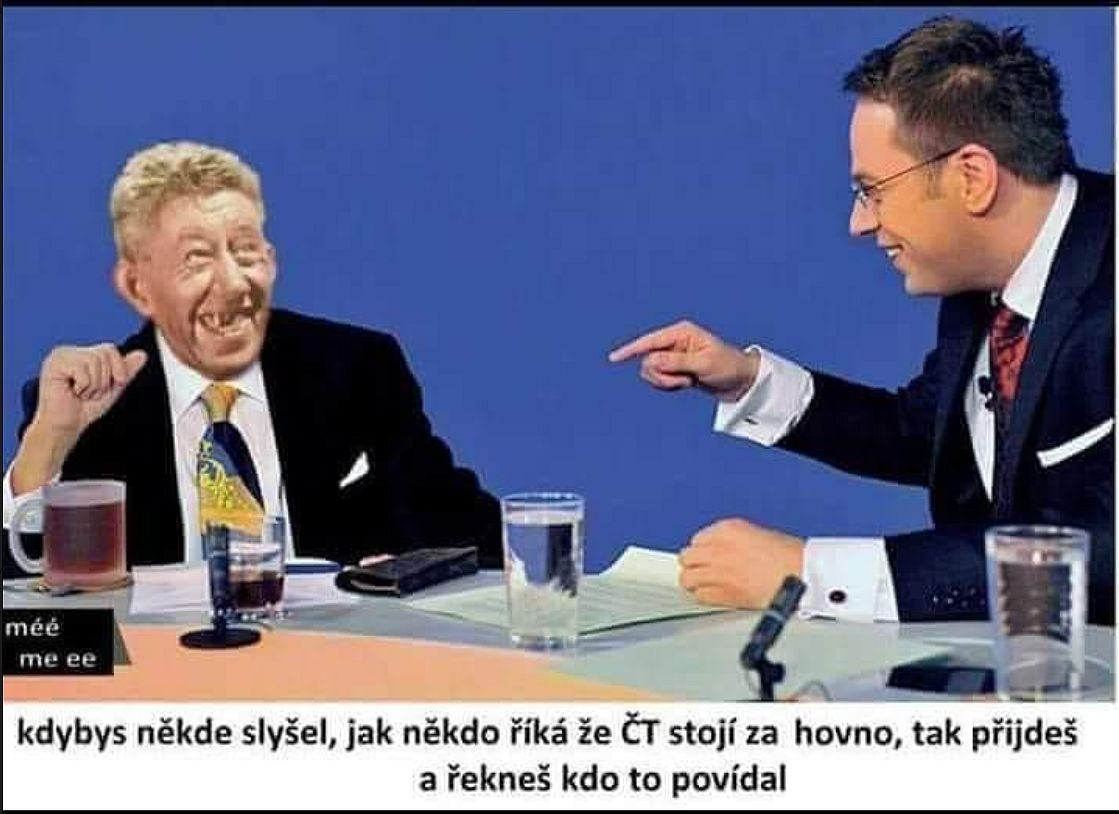 méé
me ee
kdybys někde slyšel, jak někdo říká že ČT stojí za hovno, tak přijdeš
a řekneš kdo to povídal